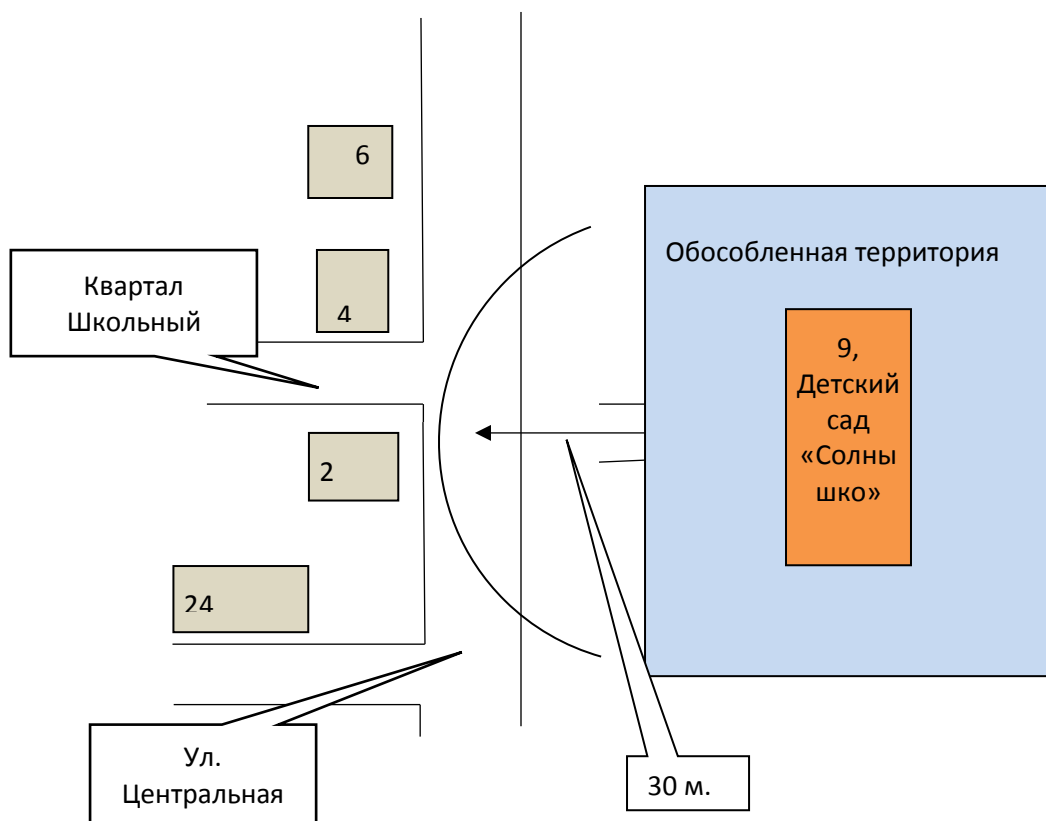 6
Обособленная территория
Квартал
Школьный
4
9,
Детский
сад
«Солны
шко»
2
24
Ул.
Центральная
30 м.